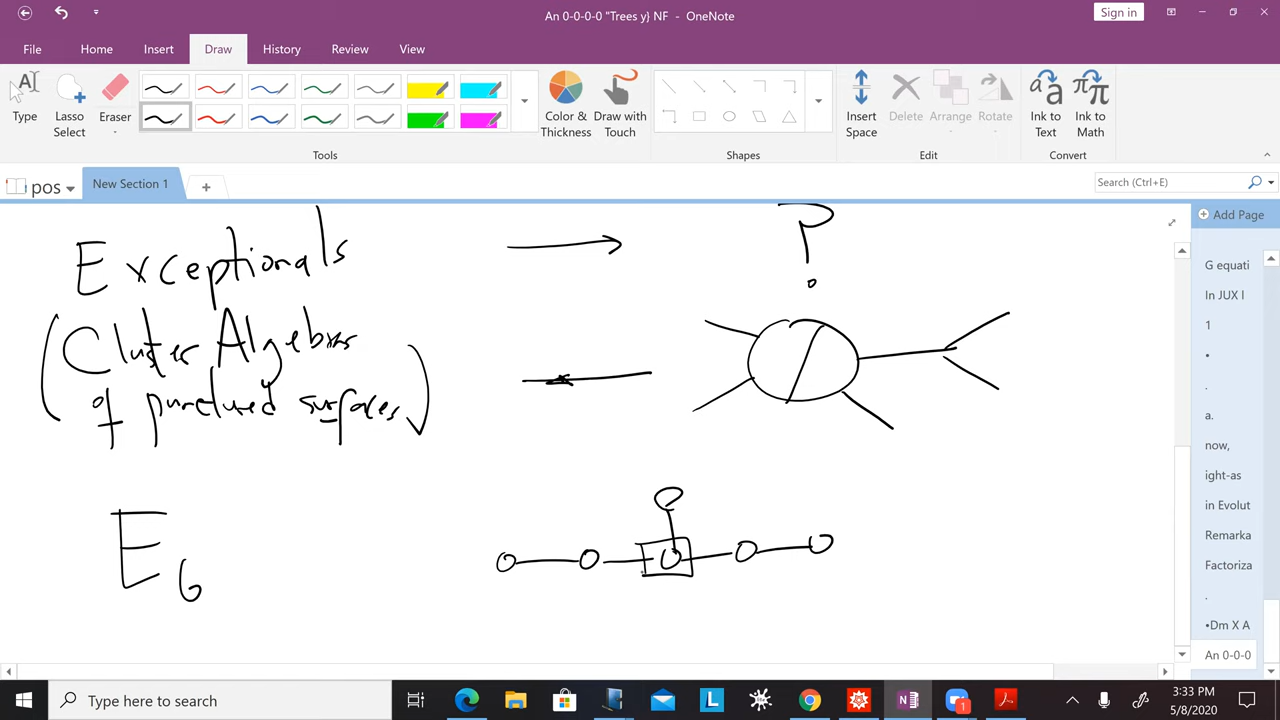 An 0-0-0-0 "Trees y} NF - OneNote
Sign in
File Home Insert Draw History Review View
Type
Lasso Select
Eraser
Color & Thickness
Draw with Touch
Insert Space
Delete
Arrange
Rotate
Ink to Text
Ink to Math
Tools
Shapes
Edit
Convert
pos
New Section 1
Search (Ctrl+E)
Add Page
G equati
In JUX l
1
•
.
a.
now,
ight-as
in Evolut
Remarka
Factoriza
.
•Dm X A
An 0-0-0
Exceptionals
?
(Cluster Algebras
of punctured surfaces)
E6
Type here to search
3:33 PM
5/8/2020